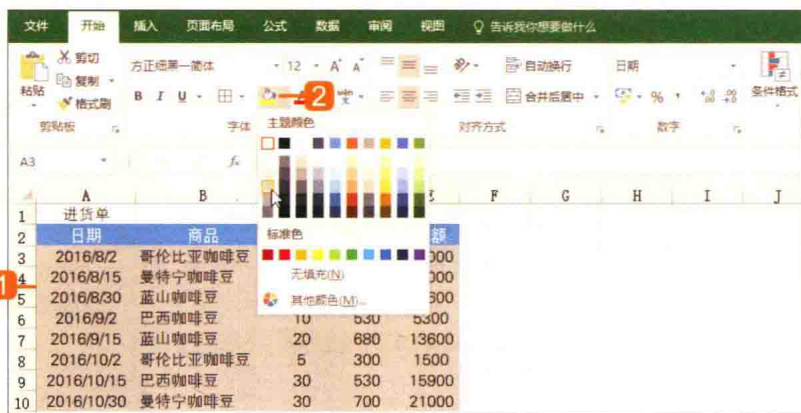 文件 开始 插入 页面布局 公式 数据 审阅 视图 告诉我你想要做什么
剪切 方正细黑一简体 12 A A 自动换行 日期
粘贴 复制 格式刷 B I U 2 合并后居中 % 条件格式
剪贴板 字体 对齐方式 数字
主题颜色
A3 fx
A B E F G H I J
1 进货单
2 日期 商品 额
标准色
3 2016/8/2 哥伦比亚咖啡豆 000
4 2016/8/15 曼特宁咖啡豆 000
无填充(N)
1
5 2016/8/30 蓝山咖啡豆 600
其他颜色(M)...
6 2016/9/2 巴西咖啡豆 10 530 5300
7 2016/9/15 蓝山咖啡豆 20 680 13600
8 2016/10/2 哥伦比亚咖啡豆 5 300 1500
9 2016/10/15 巴西咖啡豆 30 530 15900
10 2016/10/30 曼特宁咖啡豆 30 700 21000